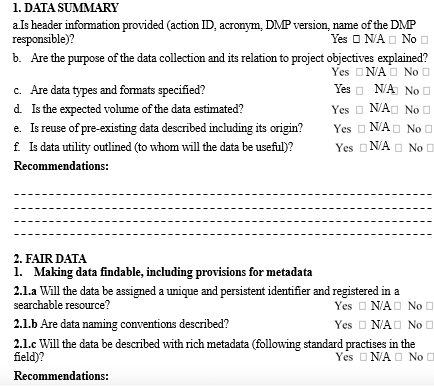 1. DATA SUMMARY
a.Is header information provided (action ID, acronym, DMP version, name of the DMP
responsible)? Yes □ N/A □ No □
b. Are the purpose of the data collection and its relation to project objectives explained?
Yes □ N/A □ No □
c. Are data types and formats specified? Yes □ N/A□ No □
d. Is the expected volume of the data estimated? Yes □ N/A□ No □
e. Is reuse of pre-existing data described including its origin? Yes □ N/A □ No □
f. Is data utility outlined (to whom will the data be useful)? Yes □ N/A □ No □
Recommendations:
2. FAIR DATA
1. Making data findable, including provisions for metadata
2.1.a Will the data be assigned a unique and persistent identifier and registered in a
searchable resource? Yes □ N/A□ No □
2.1.b Are data naming conventions described? Yes □ N/A□ No □
2.1.c Will the data be described with rich metadata (following standard practises in the
field)? Yes □ N/A □ No □
Recommendations: